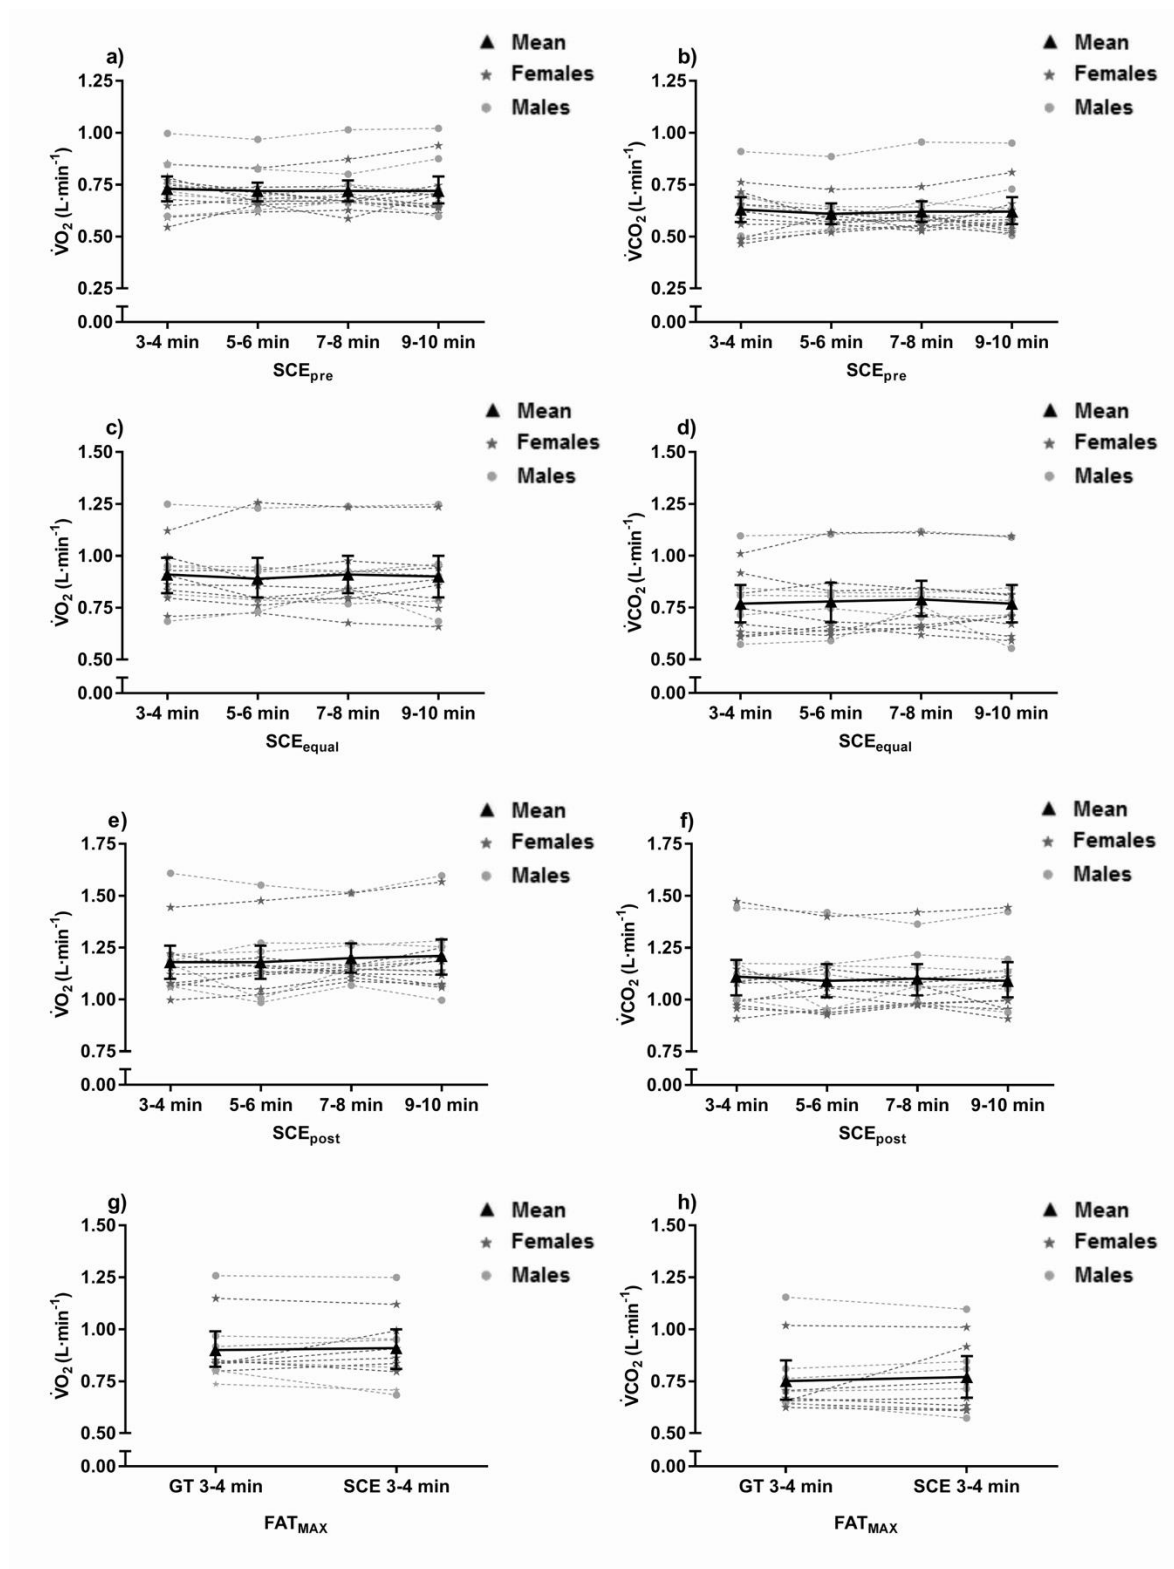 a)
Mean
Females
Males
1.25
1.00
0.75
0.50
0.25
0.00
V̇O₂ (L·min⁻¹)
3-4 min 5-6 min 7-8 min 9-10 min
SCEpre
b)
Mean
Females
Males
1.25
1.00
0.75
0.50
0.25
0.00
V̇CO₂ (L·min⁻¹)
3-4 min 5-6 min 7-8 min 9-10 min
SCEpre
c)
Mean
Females
Males
1.50
1.25
1.00
0.75
0.50
0.00
V̇O₂ (L·min⁻¹)
3-4 min 5-6 min 7-8 min 9-10 min
SCEequal
d)
Mean
Females
Males
1.50
1.25
1.00
0.75
0.50
0.00
V̇CO₂ (L·min⁻¹)
3-4 min 5-6 min 7-8 min 9-10 min
SCEequal
e)
Mean
Females
Males
1.75
1.50
1.25
1.00
0.75
0.00
V̇O₂ (L·min⁻¹)
3-4 min 5-6 min 7-8 min 9-10 min
SCEpost
f)
Mean
Females
Males
1.75
1.50
1.25
1.00
0.75
0.00
V̇CO₂ (L·min⁻¹)
3-4 min 5-6 min 7-8 min 9-10 min
SCEpost
g)
Mean
Females
Males
1.50
1.25
1.00
0.75
0.50
0.00
V̇O₂ (L·min⁻¹)
GT 3-4 min SCE 3-4 min
FATMAX
h)
Mean
Females
Males
1.50
1.25
1.00
0.75
0.50
0.00
V̇CO₂ (L·min⁻¹)
GT 3-4 min SCE 3-4 min
FATMAX